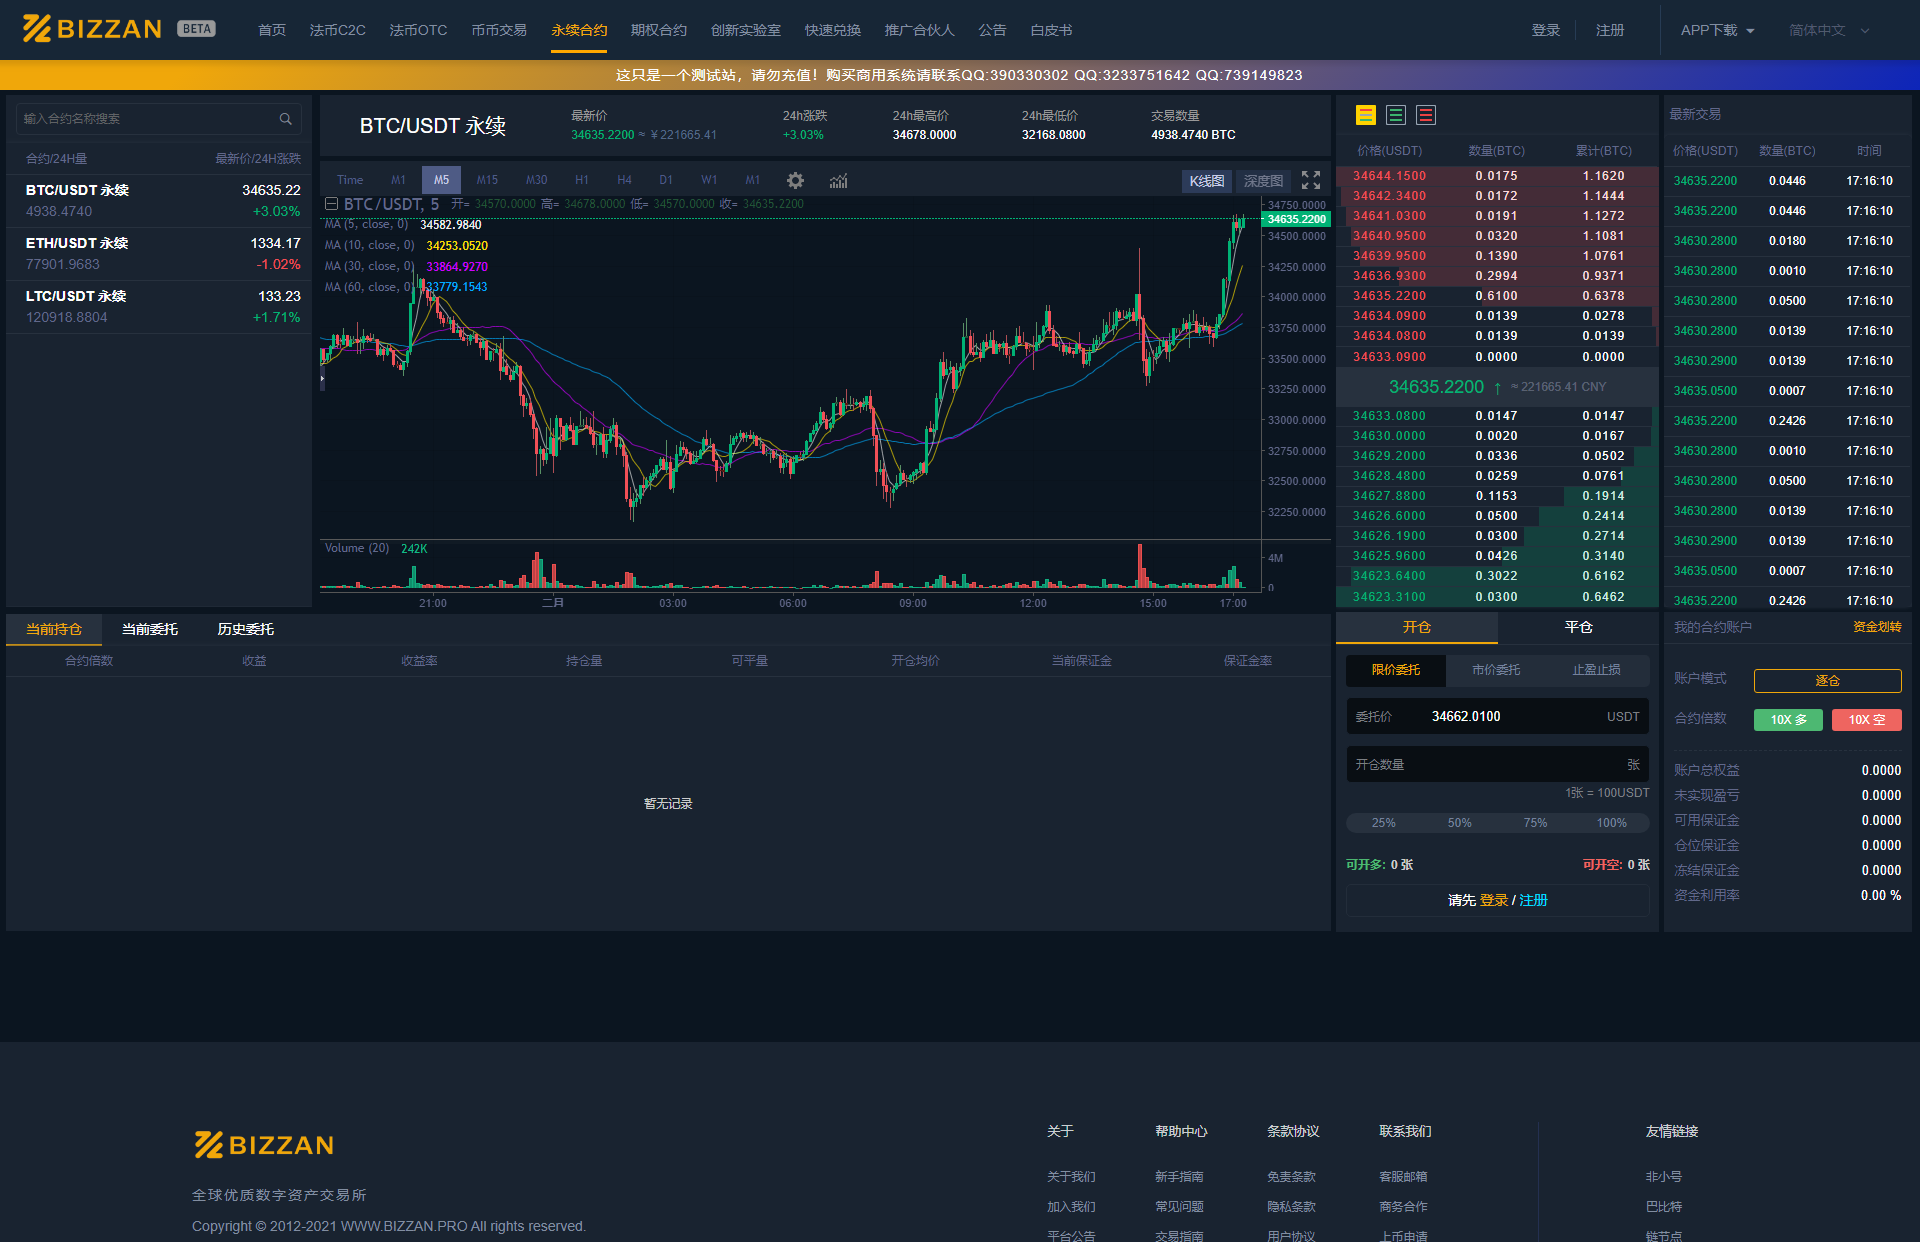 BIZZAN BETA 首页 法币C2C 法币OTC 币币交易 永续合约 期权合约 创新实验室 快速兑换 推广合伙人 公告 白皮书 登录 注册 APP下载 简体中文
这只是一个测试站，请勿充值！购买商用系统请联系QQ:390330302 QQ:3233751642 QQ:739149823
输入合约名称搜索
合约/24H量 最新价/24H涨跌
BTC/USDT 永续 34635.22
4938.4740 +3.03%
ETH/USDT 永续 1334.17
77901.9683 -1.02%
LTC/USDT 永续 133.23
120918.8804 +1.71%
BTC/USDT 永续
最新价 24h涨跌 24h最高价 24h最低价 交易数量
34635.2200 ≈ ￥221665.41 +3.03% 34678.0000 32168.0800 4938.4740 BTC
Time M1 M5 M15 M30 H1 H4 D1 W1 M1 K线图 深度图
BTC/USDT, 5 开= 34570.0000 高= 34678.0000 低= 34570.0000 收= 34635.2200
MA (5, close, 0) 34582.9840
MA (10, close, 0) 34253.0520
MA (30, close, 0) 33864.9270
MA (60, close, 0) 33779.1543
34750.0000
34635.2200
34500.0000
34250.0000
34000.0000
33750.0000
33500.0000
33250.0000
33000.0000
32750.0000
32500.0000
32250.0000
Volume (20) 242K
4M
0
21:00 二月 03:00 06:00 09:00 12:00 15:00 17:00
价格(USDT) 数量(BTC) 累计(BTC)
34644.1500 0.0175 1.1620
34642.3400 0.0172 1.1444
34641.0300 0.0191 1.1272
34640.9500 0.0320 1.1081
34639.9500 0.1390 1.0761
34636.9300 0.2994 0.9371
34635.2200 0.6100 0.6378
34634.0900 0.0139 0.0278
34634.0800 0.0139 0.0139
34633.0900 0.0000 0.0000
34635.2200 ↑ ≈ 221665.41 CNY
34633.0800 0.0147 0.0147
34630.0000 0.0020 0.0167
34629.2000 0.0336 0.0502
34628.4800 0.0259 0.0761
34627.8800 0.1153 0.1914
34626.6000 0.0500 0.2414
34626.1900 0.0300 0.2714
34625.9600 0.0426 0.3140
34623.6400 0.3022 0.6162
34623.3100 0.0300 0.6462
最新交易
价格(USDT) 数量(BTC) 时间
34635.2200 0.0446 17:16:10
34635.2200 0.0446 17:16:10
34630.2800 0.0180 17:16:10
34630.2800 0.0010 17:16:10
34630.2800 0.0500 17:16:10
34630.2800 0.0139 17:16:10
34630.2900 0.0139 17:16:10
34635.0500 0.0007 17:16:10
34635.2200 0.2426 17:16:10
34630.2800 0.0010 17:16:10
34630.2800 0.0500 17:16:10
34630.2800 0.0139 17:16:10
34630.2900 0.0139 17:16:10
34635.0500 0.0007 17:16:10
34635.2200 0.2426 17:16:10
当前持仓 当前委托 历史委托
合约倍数 收益 收益率 持仓量 可平量 开仓均价 当前保证金 保证金率
暂无记录
开仓 平仓
限价委托 市价委托 止盈止损
委托价 34662.0100 USDT
开仓数量 张
1张 = 100USDT
25% 50% 75% 100%
可开多: 0 张 可开空: 0 张
请先 登录 / 注册
我的合约账户 资金划转
账户模式 逐仓
合约倍数 10X 多 10X 空
账户总权益 0.0000
未实现盈亏 0.0000
可用保证金 0.0000
仓位保证金 0.0000
冻结保证金 0.0000
资金利用率 0.00 %
BIZZAN
全球优质数字资产交易所
Copyright © 2012-2021 WWW.BIZZAN.PRO All rights reserved.
关于 帮助中心 条款协议 联系我们 友情链接
关于我们 新手指南 免责条款 客服邮箱 非小号
加入我们 常见问题 隐私条款 商务合作 巴比特
平台公告 交易指南 用户协议 上币申请 链节点